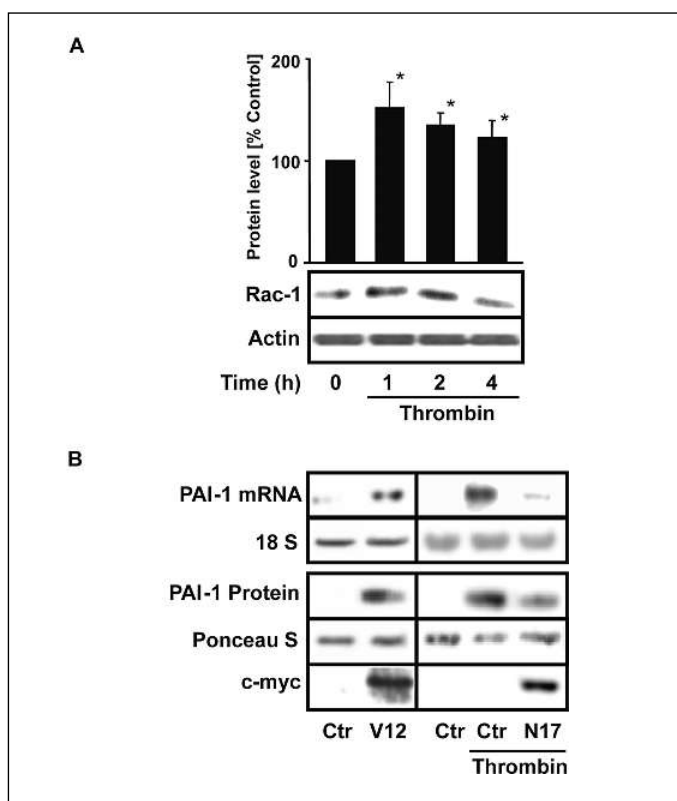 A
Protein level [% Control]
200
100
0
* * *
Rac-1
Actin
Time (h) 0 1 2 4
Thrombin
B
PAI-1 mRNA
18 S
PAI-1 Protein
Ponceau S
c-myc
Ctr V12 Ctr Ctr N17
Thrombin